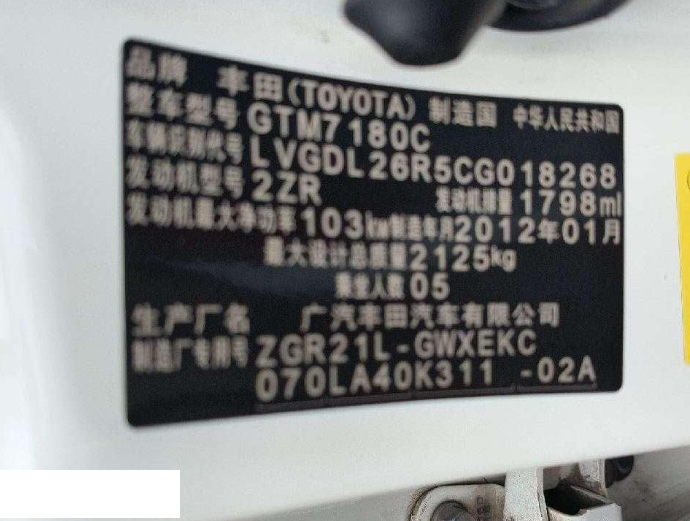 品牌 丰田(TOYOTA) 制造国 中华人民共和国
整车型号 GTM7180C
车辆识别代号 LVGDL26R5CG018268
发动机型号 2ZR 发动机排量 1798ml
发动机最大净功率 103kw 制造年月 2012年01月
最大设计总质量 2125kg
乘坐人数 05
生产厂名 广汽丰田汽车有限公司
制造厂专用号 ZGR21L-GWXEKC
070LA40K311 -02A